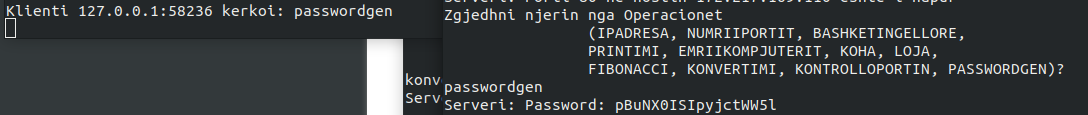 Klienti 127.0.0.1:58236 kerkoi: passwordgen
konv
Serv
Zgjedhni njerin nga Operacionet
(IPADRESA, NUMRIIPORTIT, BASHKETINGELLORE,
PRINTIMI, EMRIIKOMPJUTERIT, KOHA, LOJA,
FIBONACCI, KONVERTIMI, KONTROLLOPORTIN, PASSWORDGEN)?
passwordgen
Serveri: Password: pBuNX0ISIpyjctWW5l